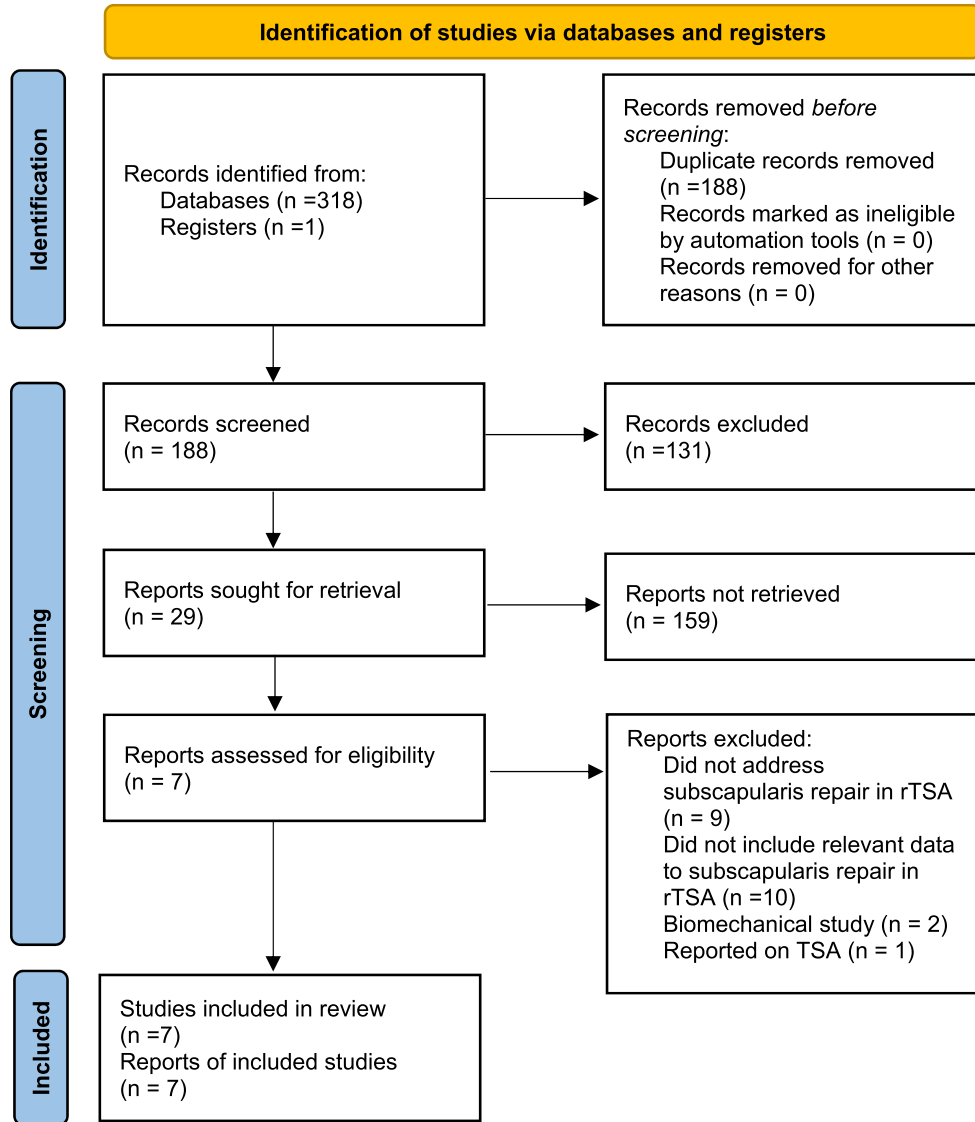 Identification of studies via databases and registers
Identification
Records identified from:
Databases (n =318)
Registers (n =1)
Records removed before
screening:
Duplicate records removed
(n =188)
Records marked as ineligible
by automation tools (n = 0)
Records removed for other
reasons (n = 0)
Screening
Records screened
(n = 188)
Records excluded
(n =131)
Reports sought for retrieval
(n = 29)
Reports not retrieved
(n = 159)
Reports assessed for eligibility
(n = 7)
Reports excluded:
Did not address
subscapularis repair in rTSA
(n = 9)
Did not include relevant data
to subscapularis repair in
rTSA (n =10)
Biomechanical study (n = 2)
Reported on TSA (n = 1)
Included
Studies included in review
(n =7)
Reports of included studies
(n = 7)